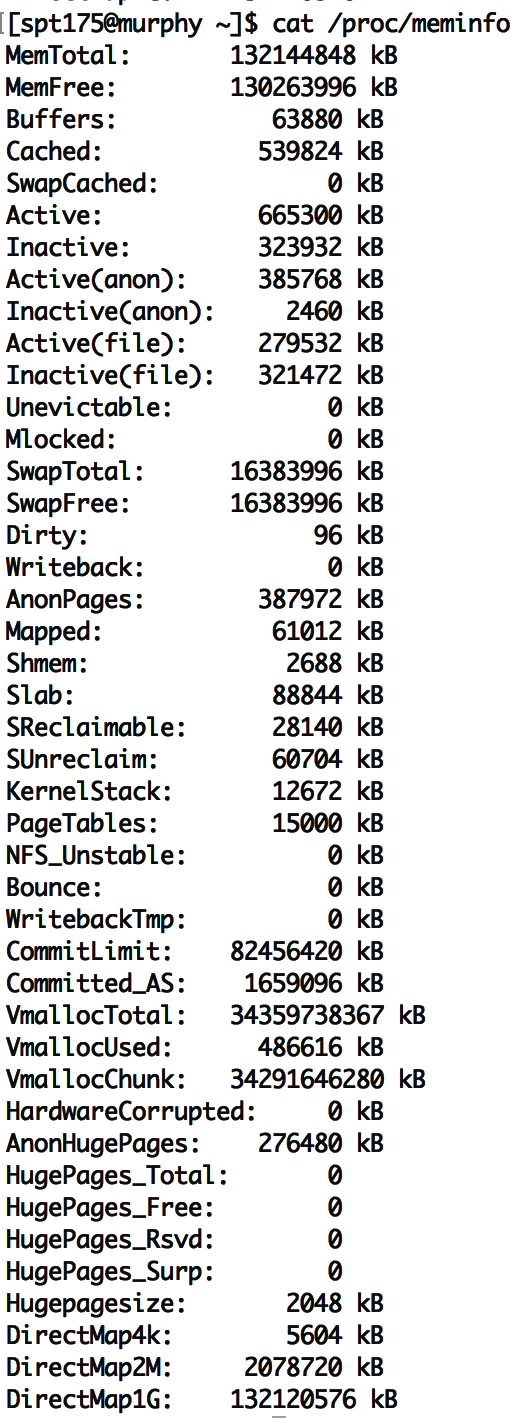 [spt175@murphy ~]$ cat /proc/meminfo
MemTotal:       132144848 kB
MemFree:        130263996 kB
Buffers:           63880 kB
Cached:           539824 kB
SwapCached:            0 kB
Active:           665300 kB
Inactive:         323932 kB
Active(anon):     385768 kB
Inactive(anon):     2460 kB
Active(file):     279532 kB
Inactive(file):   321472 kB
Unevictable:           0 kB
Mlocked:               0 kB
SwapTotal:      16383996 kB
SwapFree:       16383996 kB
Dirty:                96 kB
Writeback:             0 kB
AnonPages:        387972 kB
Mapped:            61012 kB
Shmem:              2688 kB
Slab:              88844 kB
SReclaimable:      28140 kB
SUnreclaim:        60704 kB
KernelStack:       12672 kB
PageTables:        15000 kB
NFS_Unstable:          0 kB
Bounce:                0 kB
WritebackTmp:          0 kB
CommitLimit:    82456420 kB
Committed_AS:    1659096 kB
VmallocTotal:   34359738367 kB
VmallocUsed:      486616 kB
VmallocChunk:   34291646280 kB
HardwareCorrupted:     0 kB
AnonHugePages:    276480 kB
HugePages_Total:       0
HugePages_Free:        0
HugePages_Rsvd:        0
HugePages_Surp:        0
Hugepagesize:       2048 kB
DirectMap4k:        5604 kB
DirectMap2M:     2078720 kB
DirectMap1G:    132120576 kB